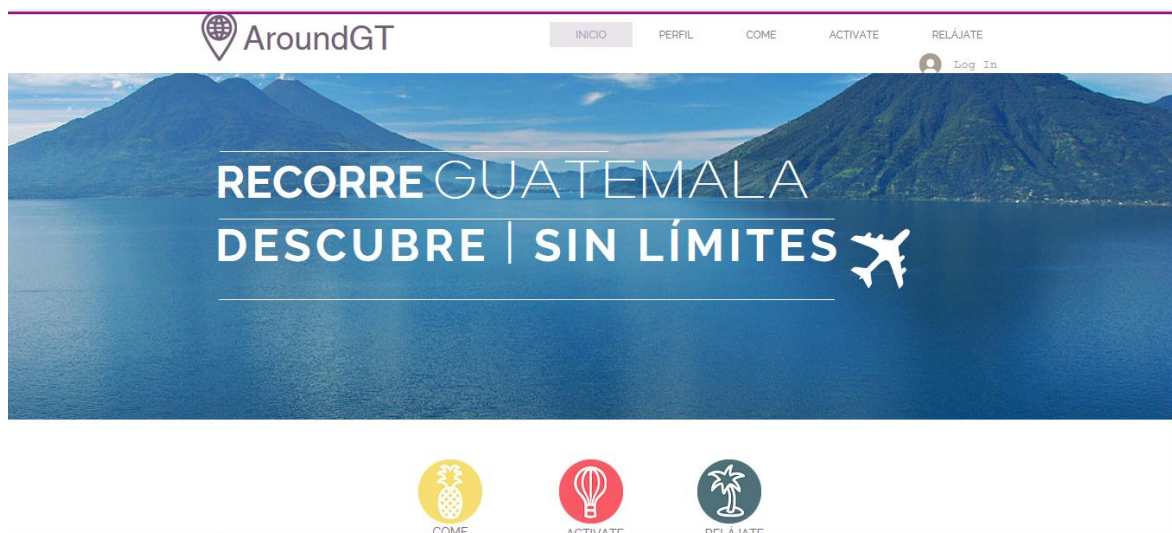 AroundGT
INICIO PERFIL COME ACTIVATE RELÁJATE
Log In
RECORRE GUATEMALA
DESCUBRE | SIN LÍMITES
COME ACTIVATE RELÁJATE